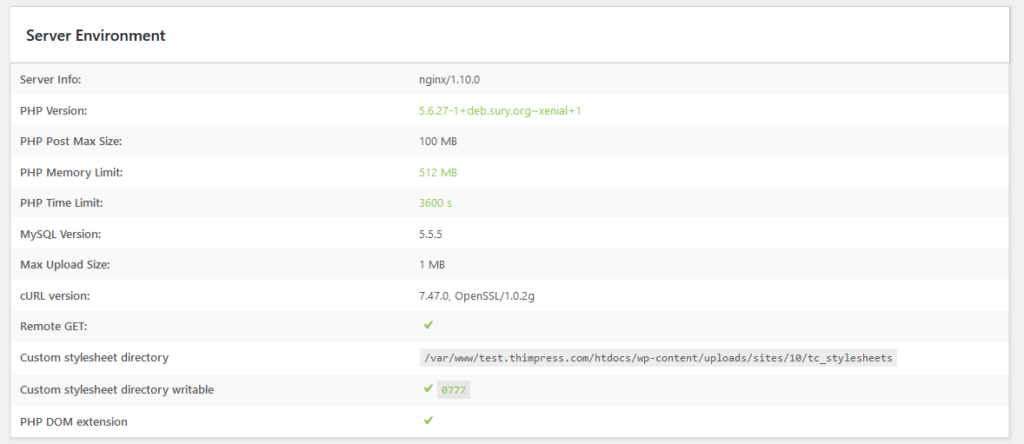 Server Environment
Server Info: nginx/1.10.0
PHP Version: 5.6.27-1+deb.sury.org~xenial+1
PHP Post Max Size: 100 MB
PHP Memory Limit: 512 MB
PHP Time Limit: 3600 s
MySQL Version: 5.5.5
Max Upload Size: 1 MB
cURL version: 7.47.0, OpenSSL/1.0.2g
Remote GET: ✓
Custom stylesheet directory /var/www/test.thimpress.com/htdocs/wp-content/uploads/sites/10/tc_stylesheets
Custom stylesheet directory writable ✓ 0777
PHP DOM extension ✓